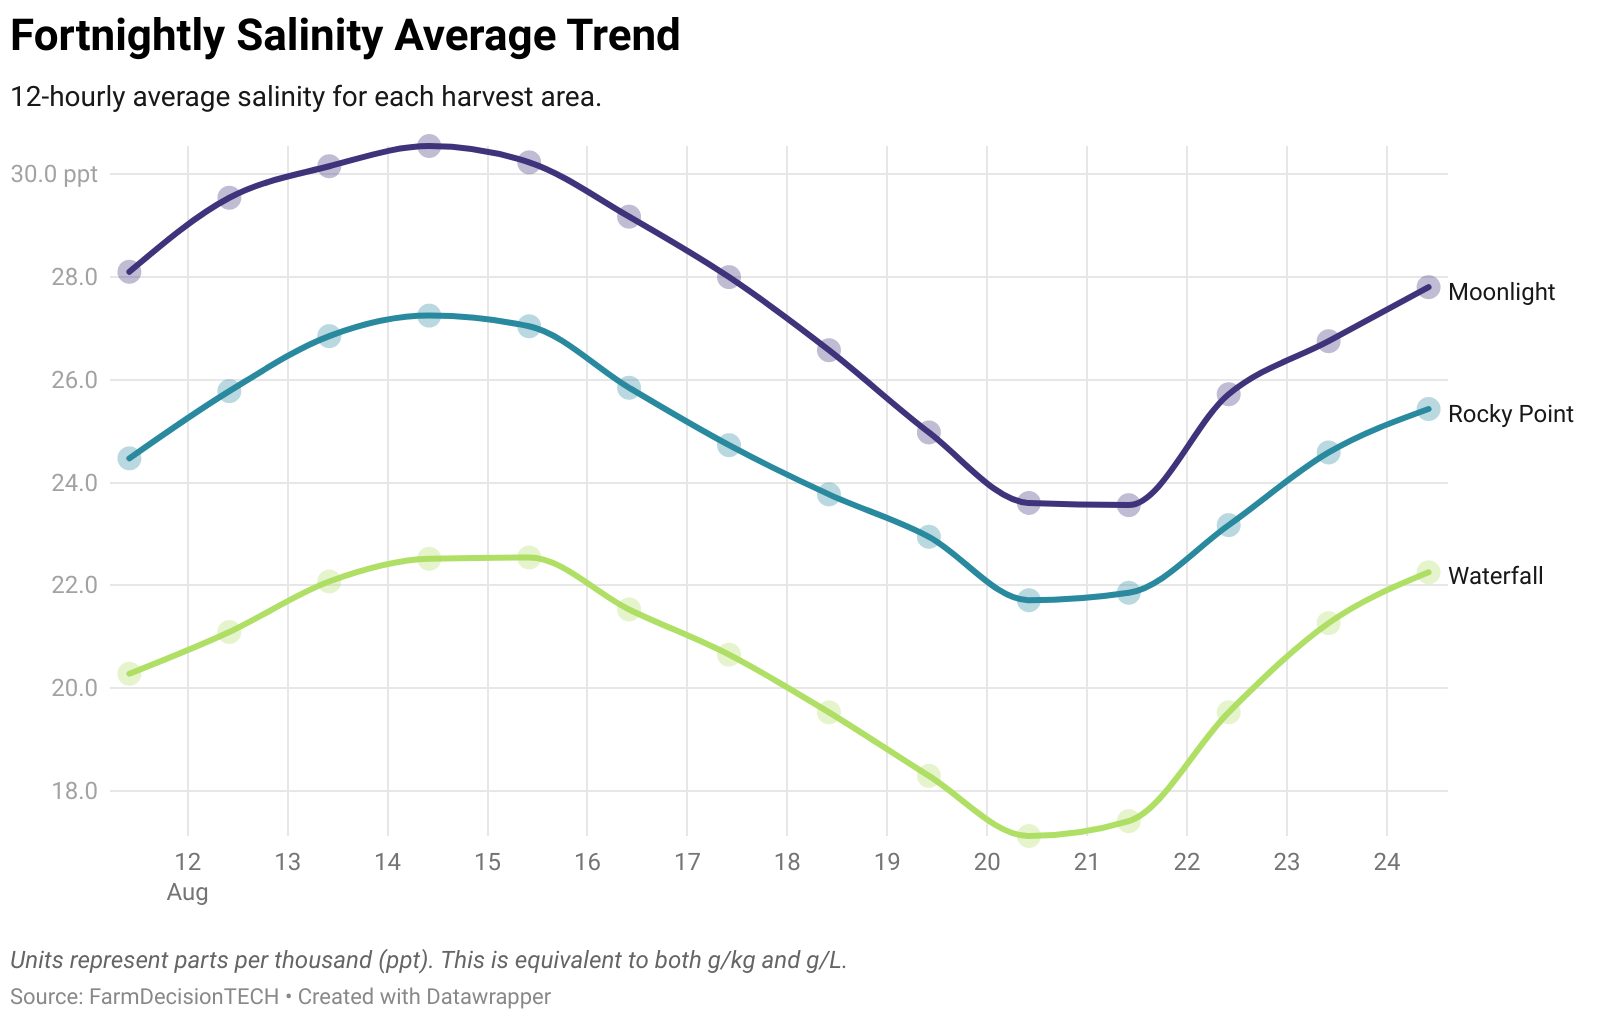 Fortnightly Salinity Average Trend
12-hourly average salinity for each harvest area.
30.0 ppt
28.0
26.0
24.0
22.0
20.0
18.0
Moonlight
Rocky Point
Waterfall
12 13 14 15 16 17 18 19 20 21 22 23 24
Aug
Units represent parts per thousand (ppt). This is equivalent to both g/kg and g/L.
Source: FarmDecisionTECH • Created with Datawrapper